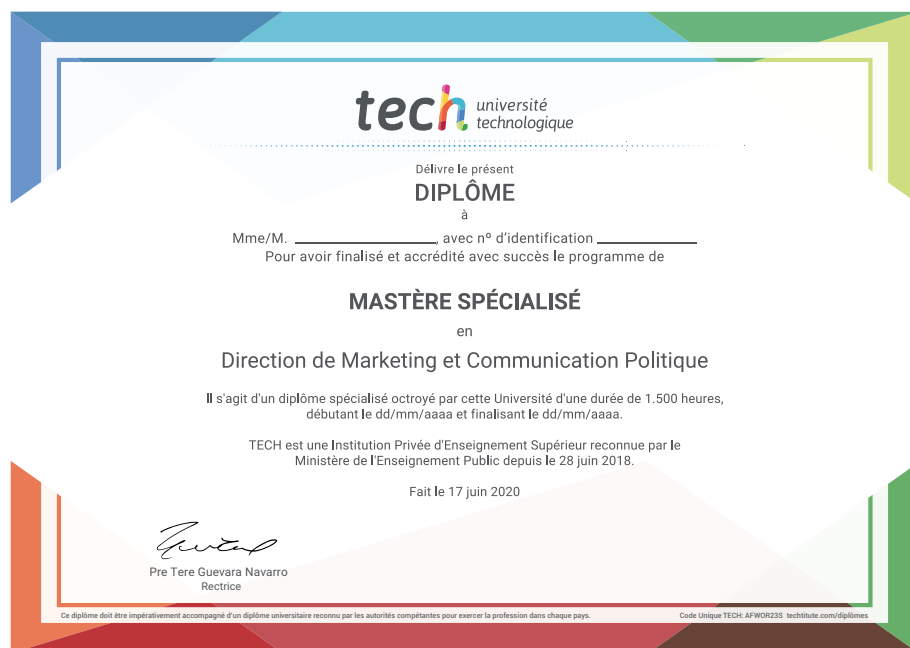 tech université
technologique
Délivre le présent
DIPLÔME
à
Mme/M. ____________, avec nº d'identification ____________
Pour avoir finalisé et accrédité avec succès le programme de
MASTÈRE SPÉCIALISÉ
en
Direction de Marketing et Communication Politique
Il s'agit d'un diplôme spécialisé octroyé par cette Université d'une durée de 1.500 heures,
débutant le dd/mm/aaaa et finalisant le dd/mm/aaaa.
TECH est une Institution Privée d'Enseignement Supérieur reconnue par le
Ministère de l'Enseignement Public depuis le 28 juin 2018.
Fait le 17 juin 2020
Pre Tere Guevara Navarro
Rectrice
Ce diplôme doit être impérativement accompagné d'un diplôme universitaire reconnu par les autorités compétantes pour exercer la profession dans chaque pays.
Code Unique TECH: AFWOR23S techtitute.com/diplômes